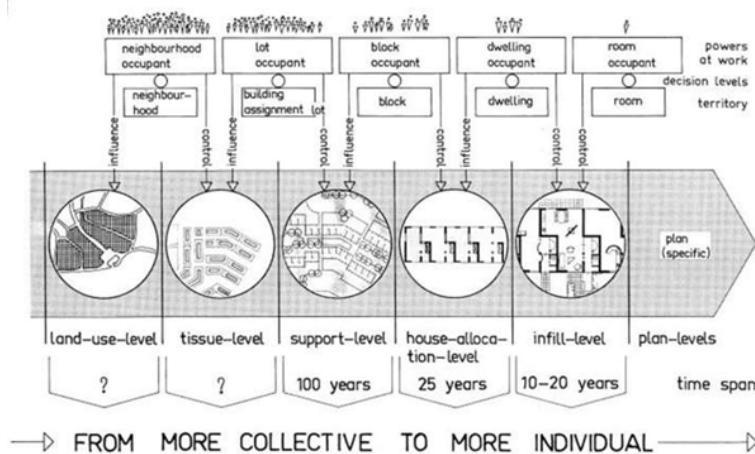 neighbourhood occupant
lot occupant
block occupant
dwelling occupant
room occupant
powers at work
decision levels
neighbour-hood
building assignment lot
block
dwelling
room
territory
influence
control
influence
control
influence
control
influence
control
control
plan (specific)
land-use-level
tissue-level
support-level
house-alloca-tion-level
infill-level
plan-levels
?
?
100 years
25 years
10-20 years
time span
FROM MORE COLLECTIVE TO MORE INDIVIDUAL